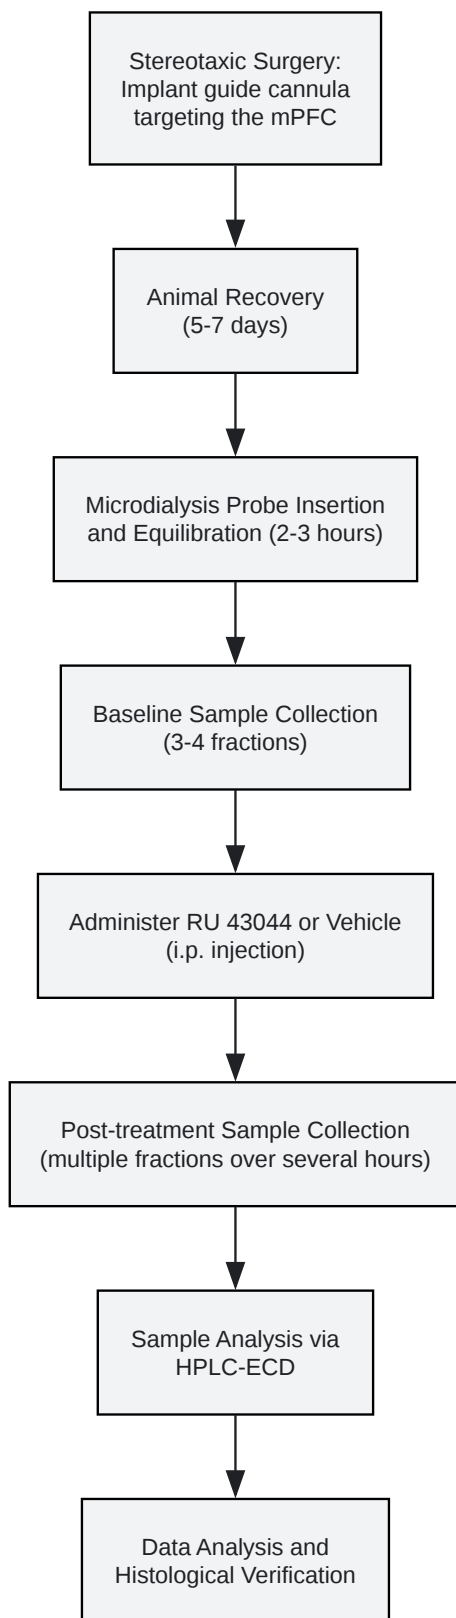 Stereotaxic Surgery:
Implant guide cannula
targeting the mPFC
Animal Recovery
(5-7 days)
Microdialysis Probe Insertion
and Equilibration (2-3 hours)
Baseline Sample Collection
(3-4 fractions)
Administer RU 43044 or Vehicle
(i.p. injection)
Post-treatment Sample Collection
(multiple fractions over several hours)
Sample Analysis via
HPLC-ECD
Data Analysis and
Histological Verification